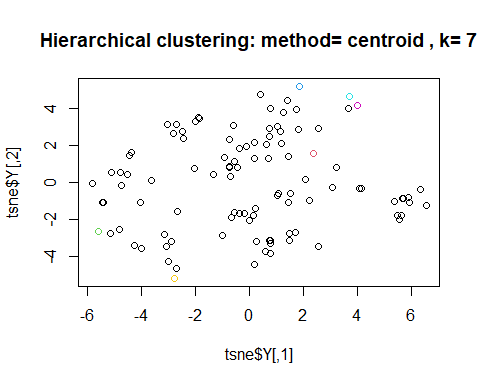 Hierarchical clustering: method= centroid , k= 7
tsne$Y[,2]
4
2
0
-2
-4
-6 -4 -2 0 2 4 6
tsne$Y[,1]